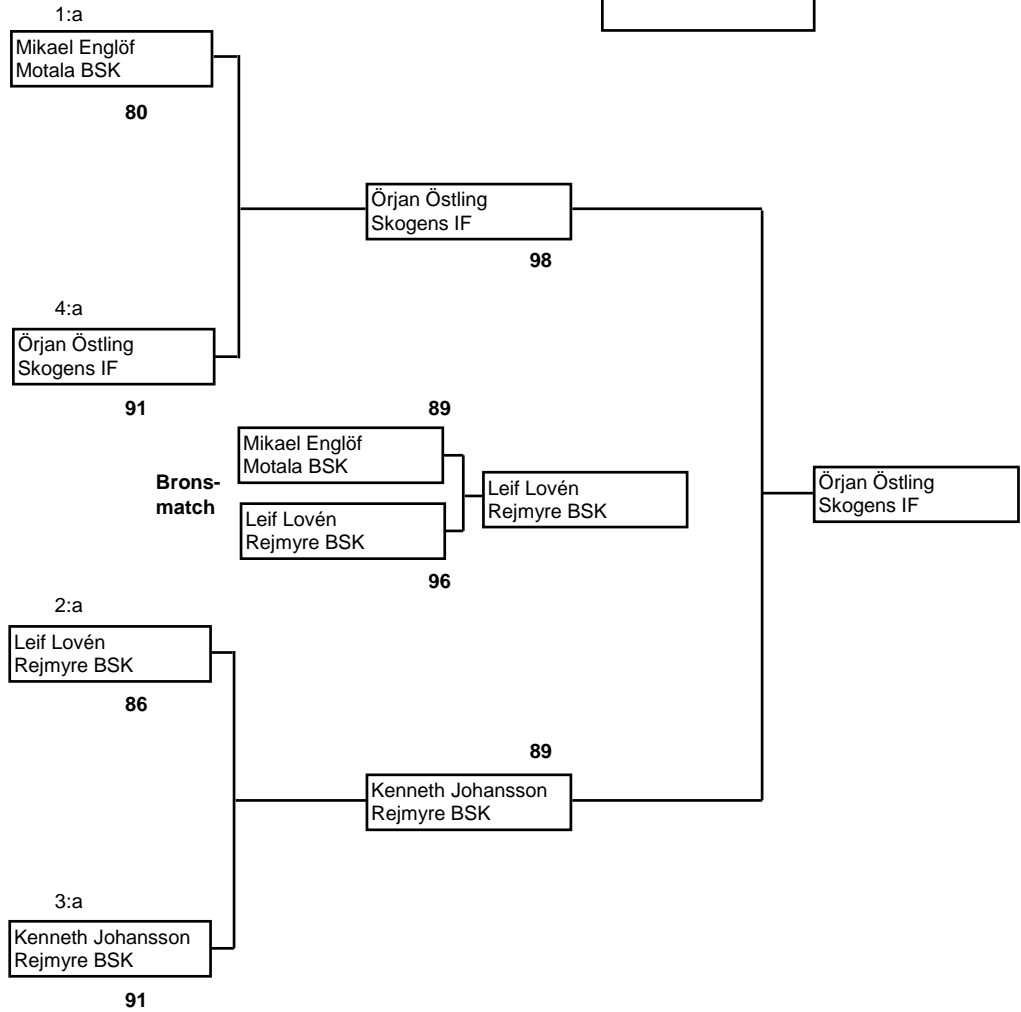 1:a
Mikael Englöf
Motala BSK
80
Örjan Östling
Skogens IF
98
4:a
Örjan Östling
Skogens IF
91
89
Mikael Englöf
Motala BSK
Brons-
match
Leif Lovén
Rejmyre BSK
Leif Lovén
Rejmyre BSK
96
Örjan Östling
Skogens IF
2:a
Leif Lovén
Rejmyre BSK
86
89
Kenneth Johansson
Rejmyre BSK
3:a
Kenneth Johansson
Rejmyre BSK
91